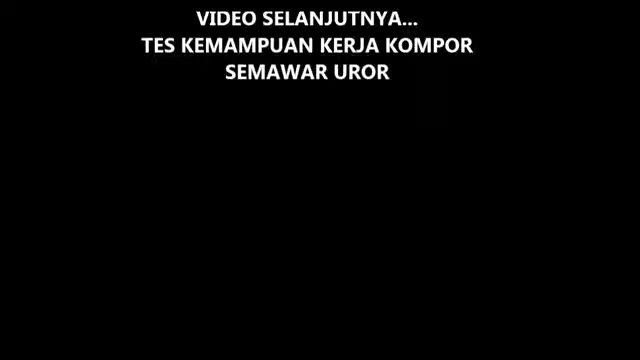 VIDEO SELANJUTNYA...
TES KEMAMPUAN KERJA KOMPOR
SEMAWAR UROR